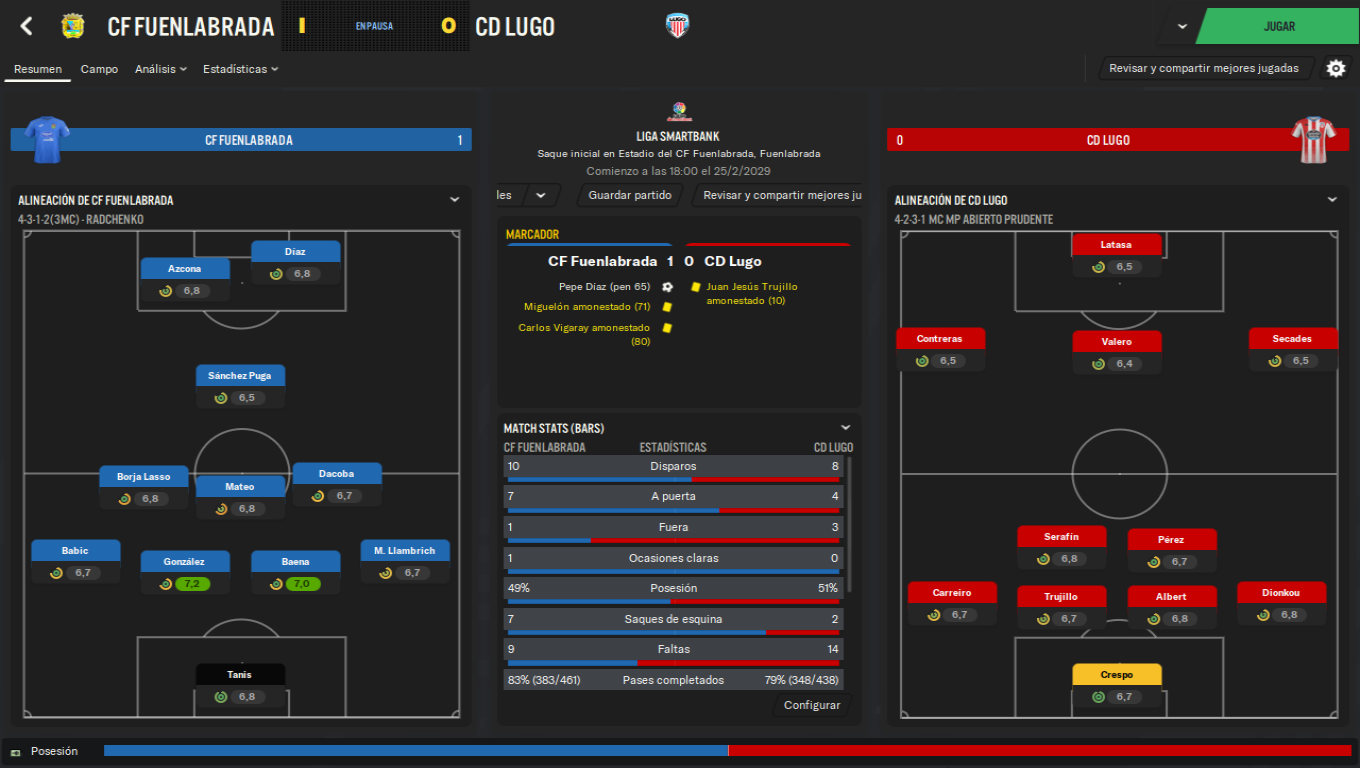 CF FUENLABRADA 1 EN PAUSA 0 CD LUGO
JUGAR
Resumen Campo Análisis Estadísticas
Revisar y compartir mejores jugadas
CF FUENLABRADA 1
ALINEACIÓN DE CF FUENLABRADA
4-3-1-2(3MC) - RADCHENKO
Díaz
6,8
Azcona
6,8
Sánchez Puga
6,5
Dacoba
6,7
Borja Lasso
6,8
Mateo
6,8
Babic
6,7
González
7,2
Baena
7,0
M. Llambrich
6,7
Tanis
6,8
LIGA SMARTBANK
Saque inicial en Estadio del CF Fuenlabrada, Fuenlabrada
Comienzo a las 18:00 el 25/2/2029
les Guardar partido Revisar y compartir mejores ju
MARCADOR
CF Fuenlabrada 1 0 CD Lugo
Pepe Díaz (pen 65)
Miguelón amonestado (71)
Carlos Vigaray amonestado
(80)
Juan Jesús Trujillo
amonestado (10)
MATCH STATS (BARS)
CF FUENLABRADA ESTADÍSTICAS CD LUGO
10 Disparos 8
7 A puerta 4
1 Fuera 3
1 Ocasiones claras 0
49% Posesión 51%
7 Saques de esquina 2
9 Faltas 14
83% (383/461) Pases completados 79% (348/438)
Configurar
0 CD LUGO
ALINEACIÓN DE CD LUGO
4-2-3-1 MC MP ABIERTO PRUDENTE
Latasa
6,5
Contreras
6,5
Valero
6,4
Secades
6,5
Serafín
6,8
Pérez
6,7
Carreiro
6,7
Trujillo
6,7
Albert
6,8
Dionkou
6,8
Crespo
6,7
Posesión